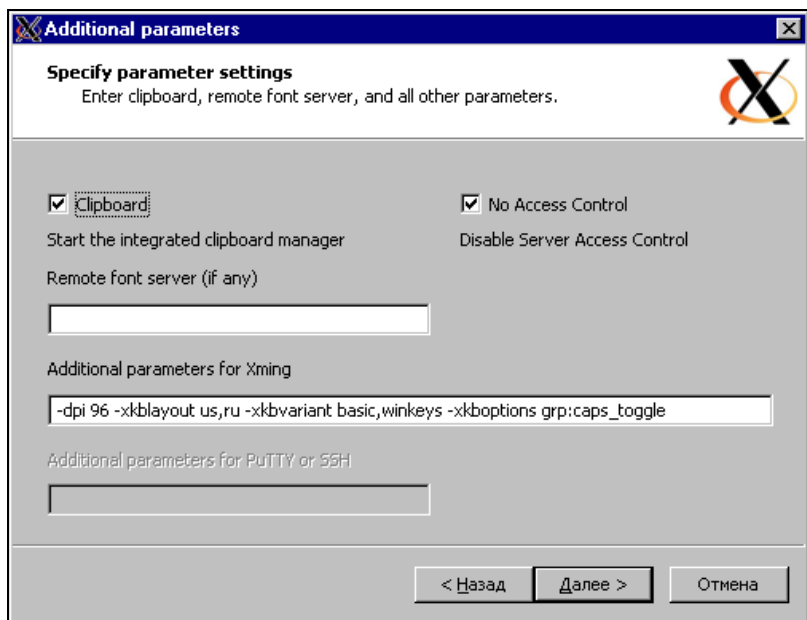 Additional parameters
Specify parameter settings
Enter clipboard, remote font server, and all other parameters.
Clipboard
No Access Control
Start the integrated clipboard manager
Disable Server Access Control
Remote font server (if any)
Additional parameters for Xming
-dpi 96 -xkblayout us,ru -xkbvariant basic,winkeys -xkboptions grp:caps_toggle
Additional parameters for PuTTY or SSH
< Назад
Далее >
Отмена